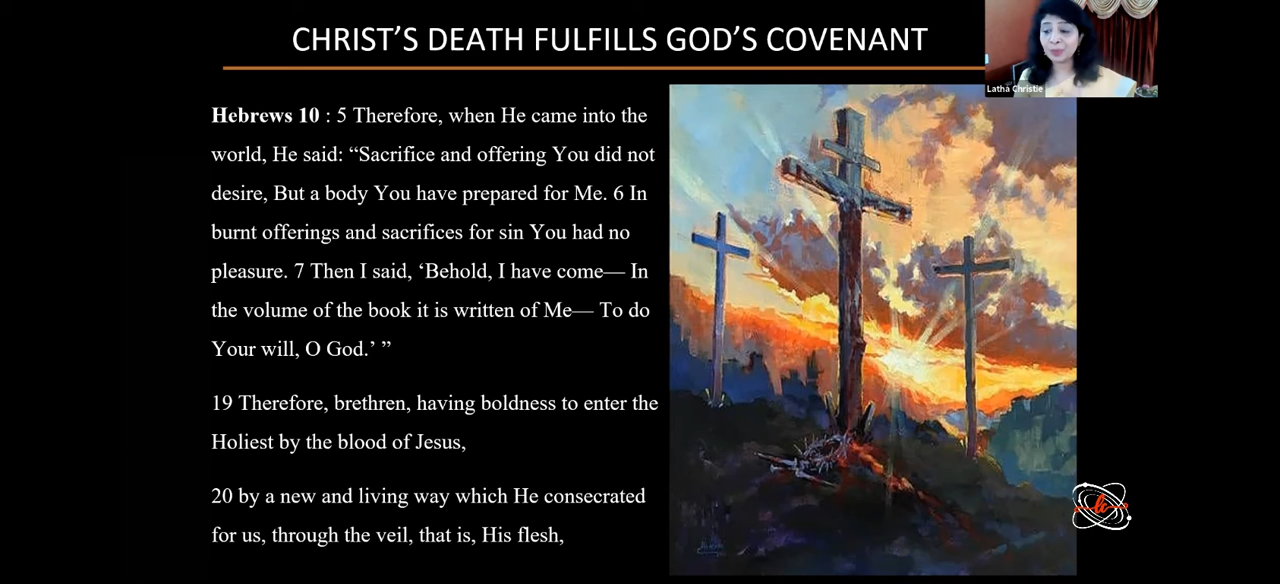 CHRIST’S DEATH FULFILLS GOD’S COVENANT
Latha Christie
Hebrews 10 : 5 Therefore, when He came into the
world, He said: “Sacrifice and offering You did not
desire, But a body You have prepared for Me. 6 In
burnt offerings and sacrifices for sin You had no
pleasure. 7 Then I said, ‘Behold, I have come— In
the volume of the book it is written of Me— To do
Your will, O God.’ ”
19 Therefore, brethren, having boldness to enter the
Holiest by the blood of Jesus,
20 by a new and living way which He consecrated
for us, through the veil, that is, His flesh,